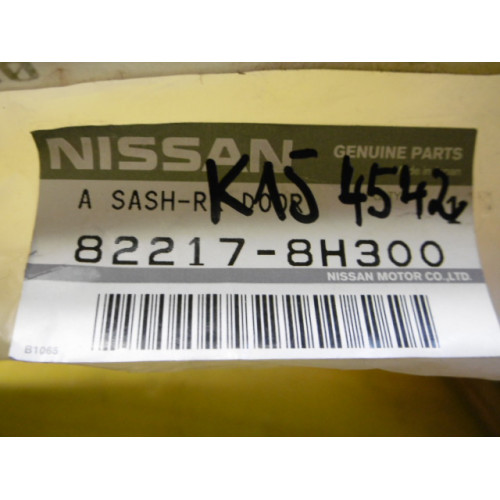 NISSAN GENUINE PARTS
KA5 4542
A SASH-R DOOR
82217-8H300
NISSAN MOTOR CO.,LTD.
B1065